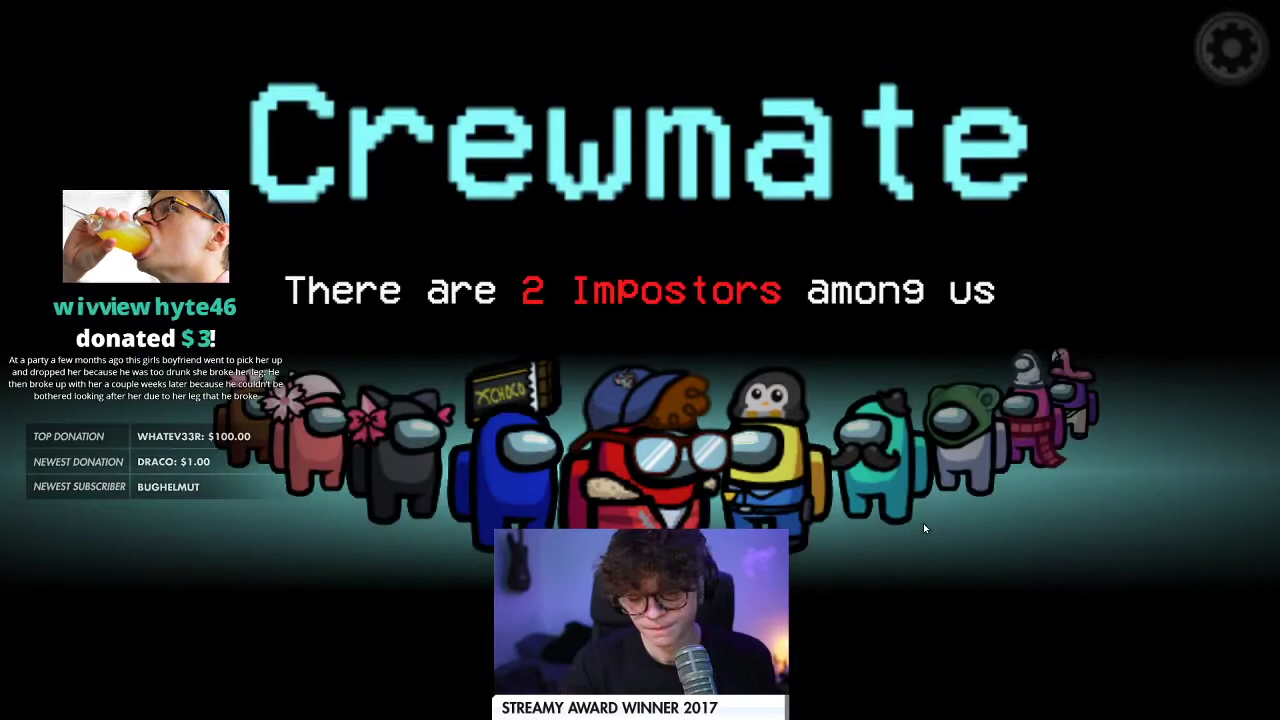 Crewmate
There are 2 Impostors among us
wivviewhyte46
donated $3!
At a party a few months ago this girls boyfriend went to pick her up
and dropped her because he was too drunk she broke her leg. He
then broke up with her a couple weeks later because he couldn't be
bothered looking after her due to her leg that he broke
TOP DONATION WHATEV33R: $100.00
NEWEST DONATION DRACO: $1.00
NEWEST SUBSCRIBER BUGHELMUT
STREAMY AWARD WINNER 2017